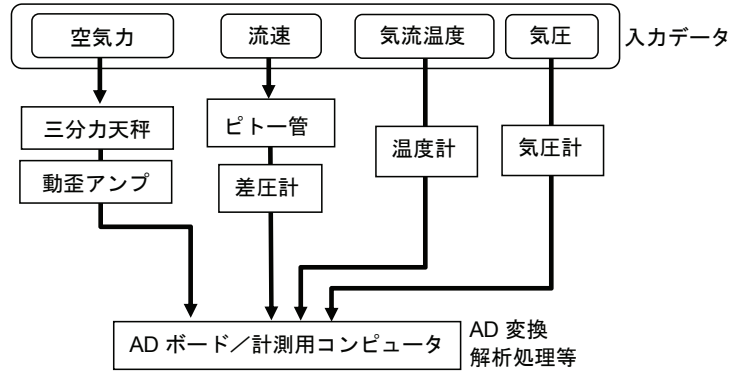 空気力
流速
気流温度
気圧
入力データ
三分力天秤
ピトー管
温度計
気圧計
動歪アンプ
差圧計
AD ボード／計測用コンピュータ
AD 変換
解析処理等